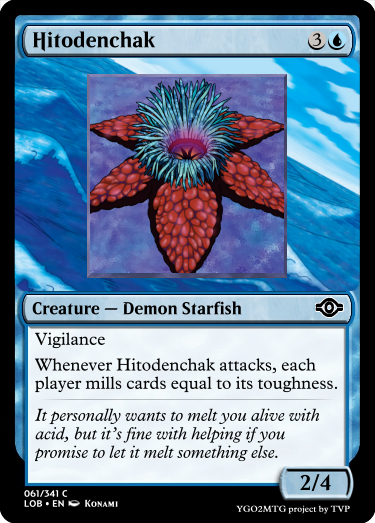 Hitodenchak 3
Creature — Demon Starfish
Vigilance
Whenever Hitodenchak attacks, each
player mills cards equal to its toughness.
It personally wants to melt you alive with
acid, but it's fine with helping if you
promise to let it melt something else.
2/4
061/341 C
LOB • EN Konami
YGO2MTG project by TVP